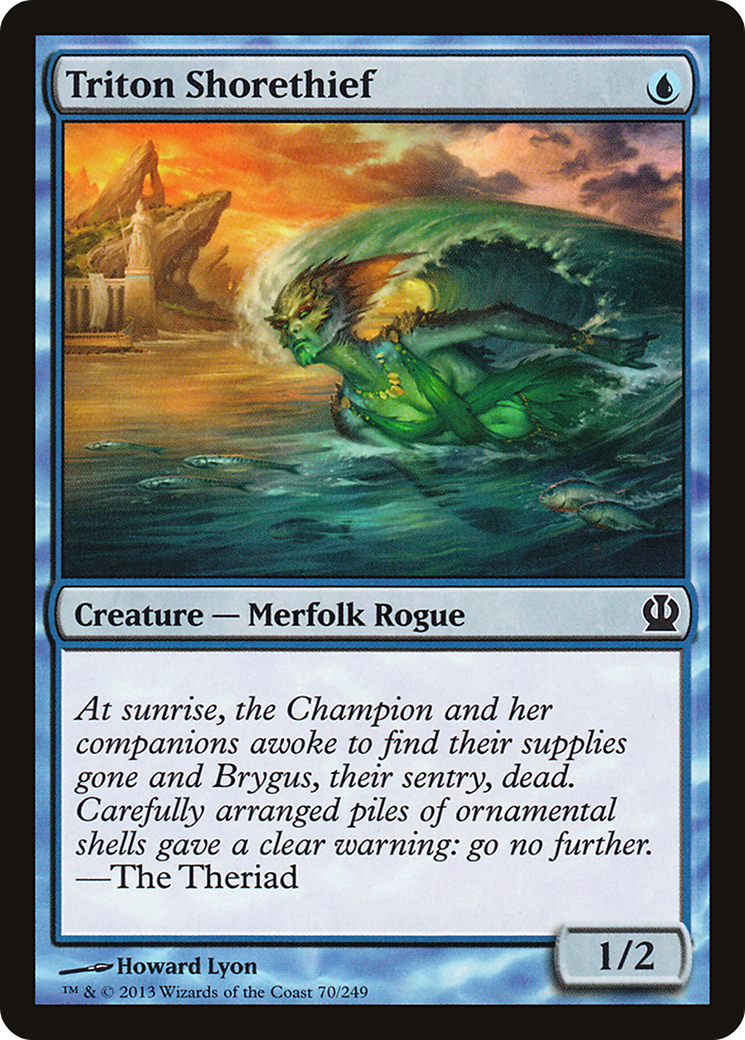 Triton Shorethief
Creature — Merfolk Rogue
At sunrise, the Champion and her
companions awoke to find their supplies
gone and Brygus, their sentry, dead.
Carefully arranged piles of ornamental
shells gave a clear warning: go no further.
—The Theriad
1/2
Howard Lyon
™ & © 2013 Wizards of the Coast 70/249